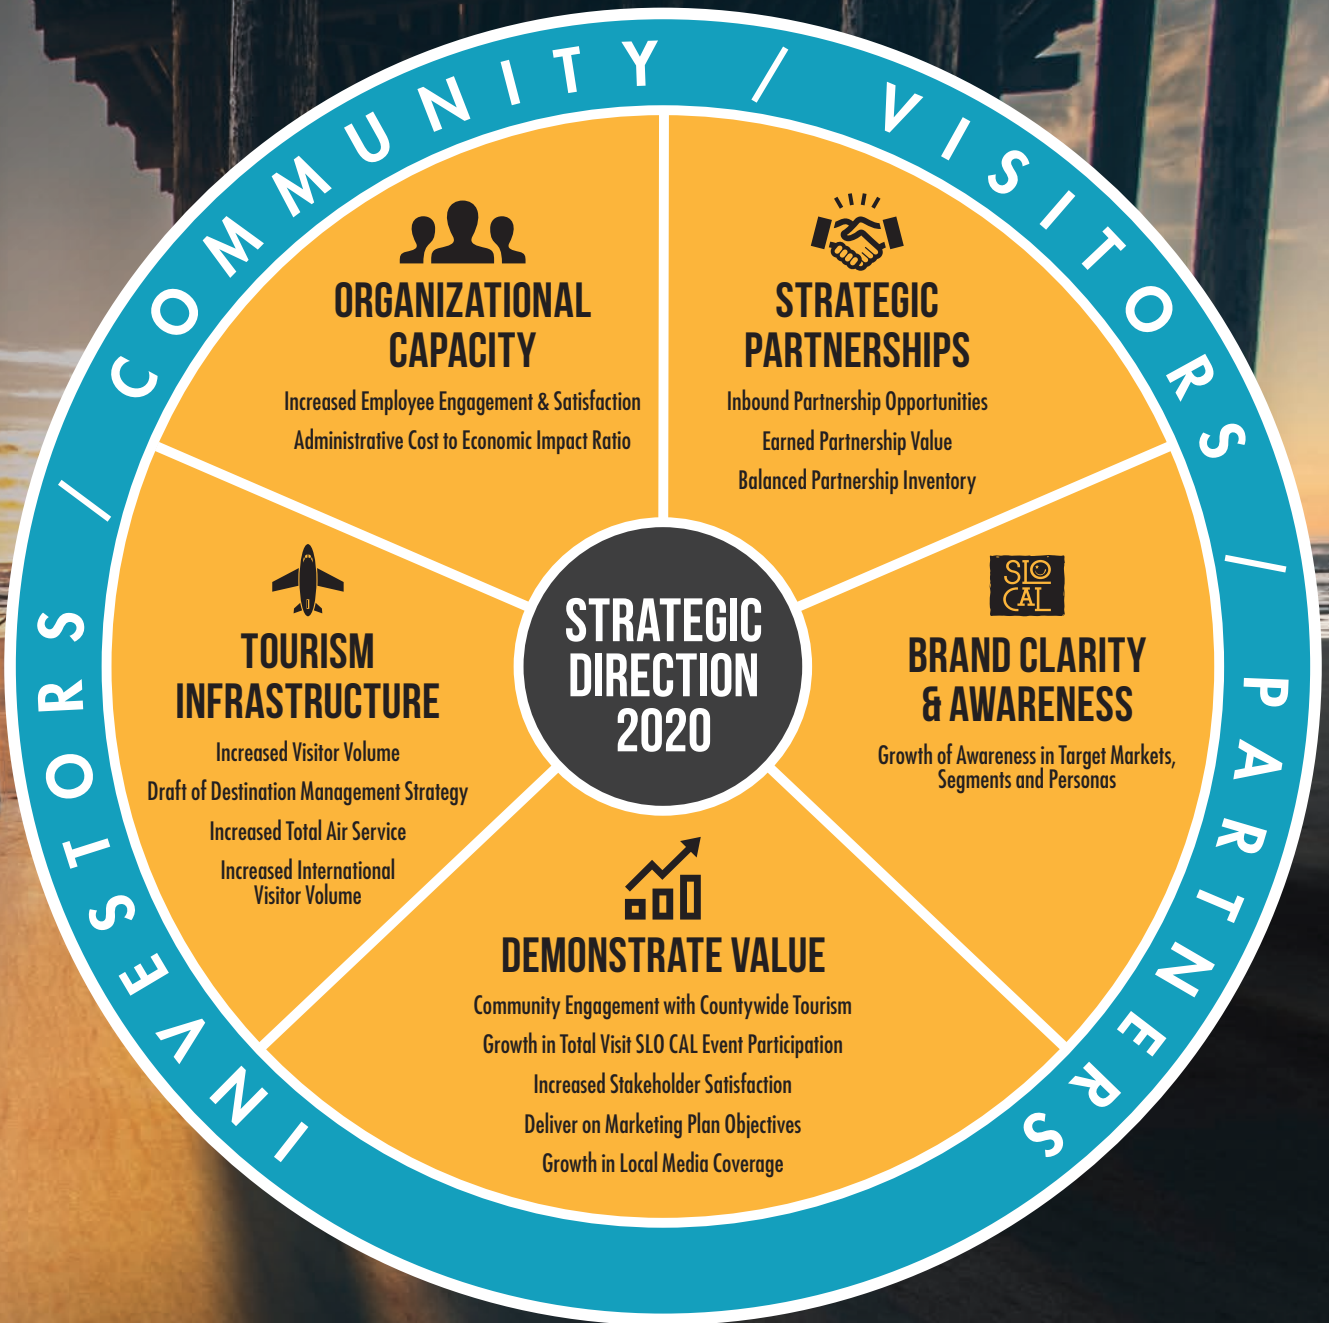 INVESTORS / COMMUNITY / VISITORS / PARTNERS
ORGANIZATIONAL
CAPACITY
Increased Employee Engagement & Satisfaction
Administrative Cost to Economic Impact Ratio
STRATEGIC
PARTNERSHIPS
Inbound Partnership Opportunities
Earned Partnership Value
Balanced Partnership Inventory
TOURISM
INFRASTRUCTURE
Increased Visitor Volume
Draft of Destination Management Strategy
Increased Total Air Service
Increased International
Visitor Volume
STRATEGIC
DIRECTION
2020
SLO
CAL
BRAND CLARITY
& AWARENESS
Growth of Awareness in Target Markets,
Segments and Personas
DEMONSTRATE VALUE
Community Engagement with Countywide Tourism
Growth in Total Visit SLO CAL Event Participation
Increased Stakeholder Satisfaction
Deliver on Marketing Plan Objectives
Growth in Local Media Coverage